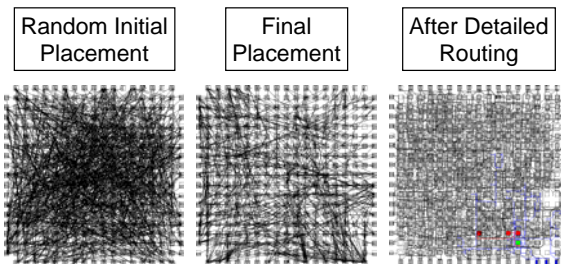 Random Initial
Placement
Final
Placement
After Detailed
Routing